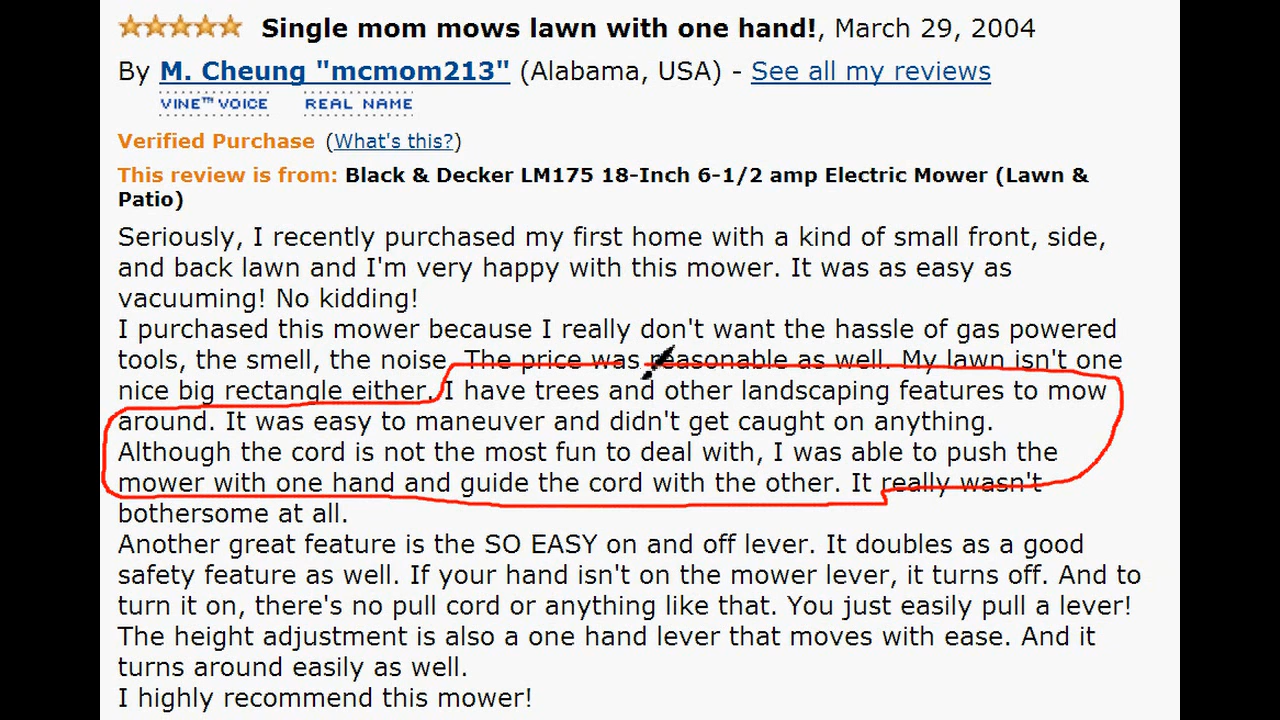 Single mom mows lawn with one hand!, March 29, 2004
By M. Cheung "mcmom213" (Alabama, USA) - See all my reviews
VINE™ VOICE REAL NAME
Verified Purchase (What's this?)
This review is from: Black & Decker LM175 18-Inch 6-1/2 amp Electric Mower (Lawn &
Patio)
Seriously, I recently purchased my first home with a kind of small front, side,
and back lawn and I'm very happy with this mower. It was as easy as
vacuuming! No kidding!
I purchased this mower because I really don't want the hassle of gas powered
tools, the smell, the noise. The price was reasonable as well. My lawn isn't one
nice big rectangle either. I have trees and other landscaping features to mow
around. It was easy to maneuver and didn't get caught on anything.
Although the cord is not the most fun to deal with, I was able to push the
mower with one hand and guide the cord with the other. It really wasn't
bothersome at all.
Another great feature is the SO EASY on and off lever. It doubles as a good
safety feature as well. If your hand isn't on the mower lever, it turns off. And to
turn it on, there's no pull cord or anything like that. You just easily pull a lever!
The height adjustment is also a one hand lever that moves with ease. And it
turns around easily as well.
I highly recommend this mower!